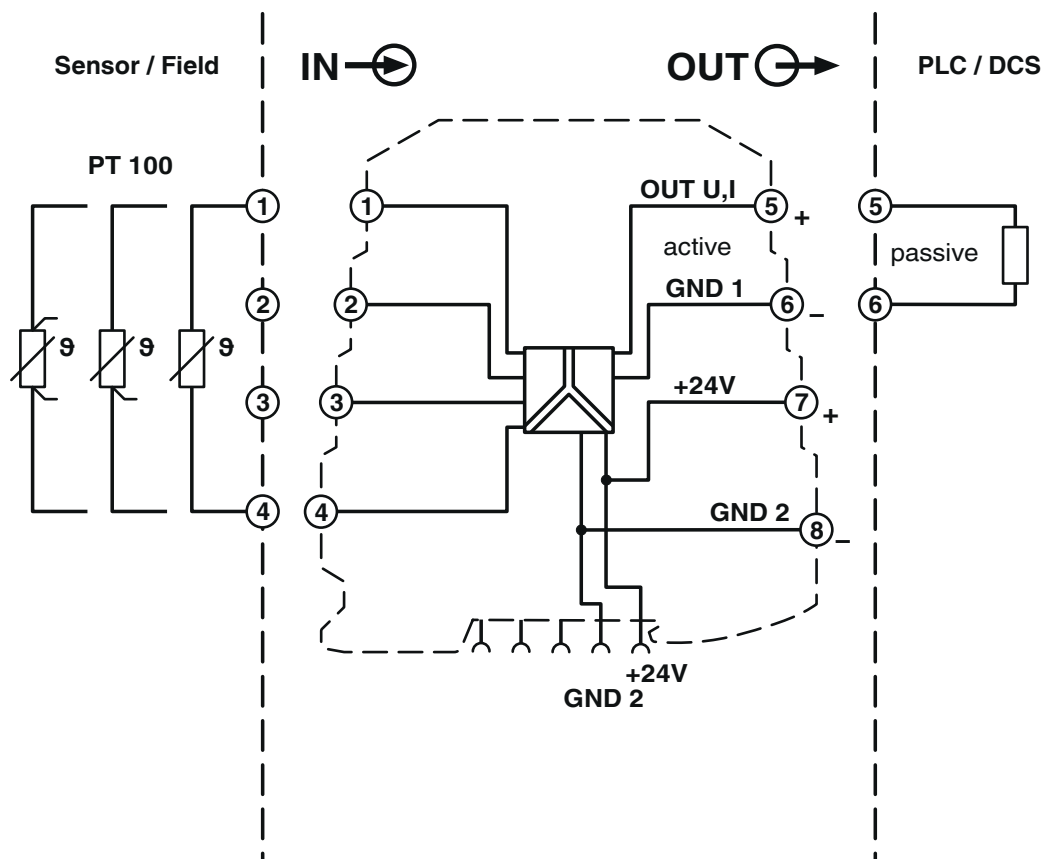 Sensor / Field
IN
OUT
PLC / DCS
PT 100
1
1
OUT U,I
5
+
5
active
passive
2
2
GND 1
6
–
6
ϑ
ϑ
ϑ
3
3
+24V
7
+
4
4
GND 2
8
–
+24V
GND 2